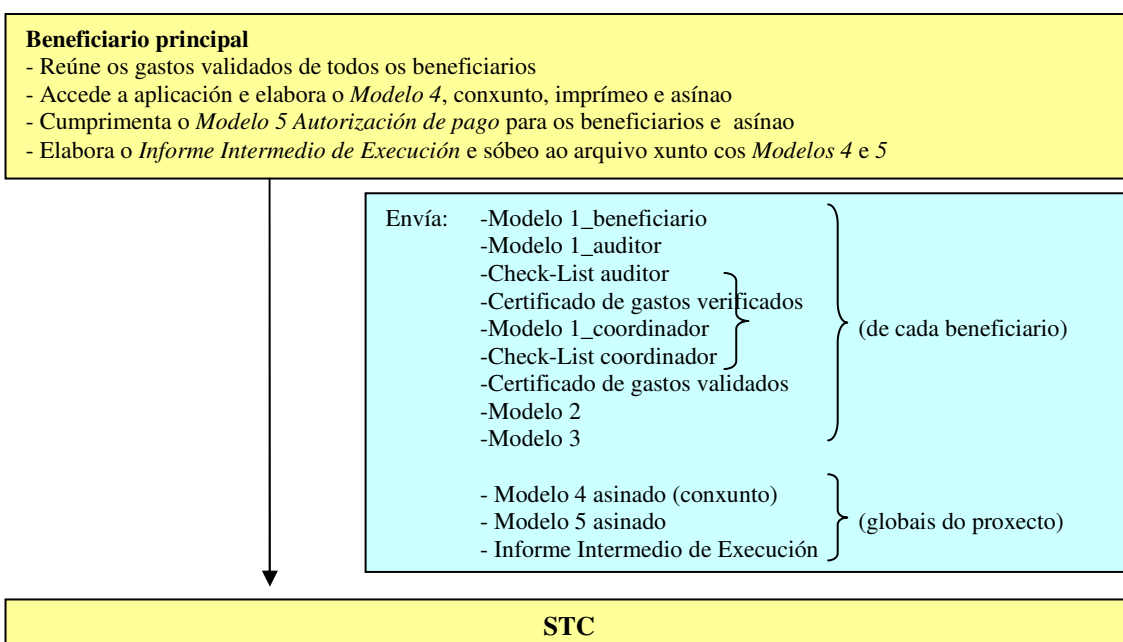 Beneficiario principal
- Reúne os gastos validados de todos os beneficiarios
- Accede a aplicación e elabora o Modelo 4, conxunto, imprímeo e asínao
- Cumprimenta o Modelo 5 Autorización de pago para os beneficiarios e asínao
- Elabora o Informe Intermedio de Execución e sóbeo ao arquivo xunto cos Modelos 4 e 5
Envía: -Modelo 1_beneficiario
-Modelo 1_auditor
-Check-List auditor
-Certificado de gastos verificados
-Modelo 1_coordinador (de cada beneficiario)
-Check-List coordinador
-Certificado de gastos validados
-Modelo 2
-Modelo 3
- Modelo 4 asinado (conxunto)
- Modelo 5 asinado (globais do proxecto)
- Informe Intermedio de Execución
STC